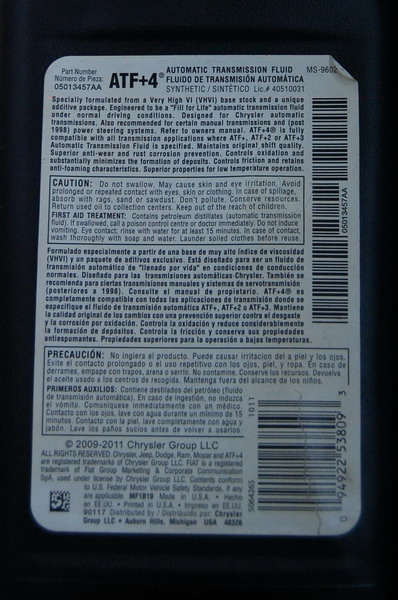 Part Number
Número de Pieza:
05013457AA
ATF+4®
AUTOMATIC TRANSMISSION FLUID MS-9602
FLUIDO DE TRANSMISIÓN AUTOMÁTICA
SYNTHETIC / SINTÉTICO Lic.# 40510031
Specially formulated from a Very High VI (VHVI) base stock and a unique
additive package. Engineered to be a "Fill for Life" automatic transmission fluid
under normal driving conditions. Designed for Chrysler automatic
transmissions. Also recommended for certain manual transmissions and (post
1998) power steering systems. Refer to owners manual. ATF+4® is fully
compatible with all transmission applications where ATF+, ATF+2 or ATF+3
Automatic Transmission Fluid is specified. Maintains original shift quality.
Superior anti-wear and rust corrosion prevention. Controls oxidation and
substantially minimizes the formation of deposits. Controls friction and retains
anti-foaming characteristics. Superior properties for low temperature operation.
CAUTION: Do not swallow. May cause skin and eye irritation. Avoid
prolonged or repeated contact with eyes, skin or clothing. In case of spillage,
absorb with rags, sand or sawdust. Don't pollute. Conserve resources.
Return used oil to collection centers. Keep out of the reach of children.
FIRST AID TREATMENT: Contains petroleum distillates (automatic transmission
fluid). If swallowed, call a poison control centre or doctor immediately. Do not induce
vomiting. Eye contact; rinse with water for at least 15 minutes. In case of contact,
wash thoroughly with soap and water. Launder soiled clothes before reuse.
Formulado especialmente a partir de una base de muy alto índice de viscosidad
(VHVI) y un paquete de aditivos exclusivo. Está diseñado para ser un fluido de
transmisión automático de "llenado por vida" en condiciones de conducción
normales. Diseñado para las transmisiones automáticas Chrysler. También se
recomienda para ciertas transmisiones manuales y sistemas de servotransmisión
(posteriores a 1998). Consulte el manual de propietario. ATF+4® es
completamente compatible con todas las aplicaciones de transmisión donde se
especifique el fluido de transmisión automática ATF+, ATF+2 o ATF+3. Mantiene
la calidad original de los cambios con una prevención superior contra el desgaste
y la corrosión por oxidación. Controla la oxidación y reduce considerablemente
la formación de depósitos. Controla la fricción y conserva sus propiedades
antiespumantes. Propiedades superiores para la operación a bajas temperaturas.
PRECAUCIÓN: No ingiera el producto. Puede causar irritación del a piel y los ojos.
Evite el contacto prolongado o el uso repetitivo con los ojos, piel, y ropa. En caso de
derrames, empape con trapos, arena o serrín. No contamine. Conserve los recursos. Devuelva
el aceite usado a los centros de recogida. Mantenga fuera del alcance de los niños.
PRIMEROS AUXILIOS: Contiene destilados del petróleo (fluido
de transmisión automática). En caso de ingestión, no induzca
el vómito. Comuníquese inmediatamente con un médico.
Contacto con los ojos, lave con agua durante un mínimo de 15
minutos. Contacto con la piel, lave completamente con agua y
jabón. Lave los paños sucios antes de volver a usarlos.
© 2009-2011 Chrysler Group LLC
ALL RIGHTS RESERVED. Chrysler, Jeep, Dodge, Ram, Mopar and ATF+4
are registered trademarks of Chrysler Group LLC. FIAT is a registered
trademark of Fiat Group Marketing & Corporate Communication
SpA, used under license by Chrysler Group LLC. Contents conform
to U.S. Federal Motor Vehicle Safety Standards, if any
are applicable. MF1819 Made in U.S.A. • Hecho
en EE.UU. • Printed in U.S.A. • Impreso en EE.UU.
90117 Distributed by / Distribuido por: Chrysler
Group LLC • Auburn Hills, Michigan USA 48326
05013457AA
1011
5064265
0 94922 53809 3